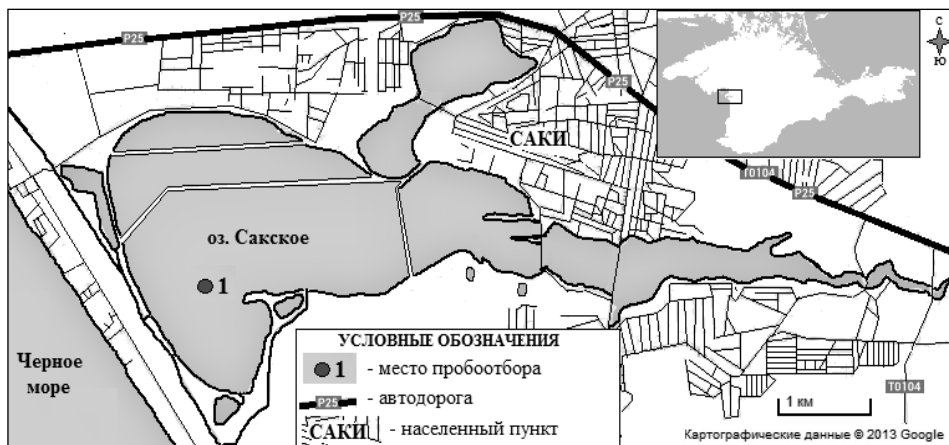 P25
P25
С
Ю
P25
САКИ
T0104
P25
P25
оз. Сакское
1
Черное
море
УСЛОВНЫЕ ОБОЗНАЧЕНИЯ
1 - место пробоотбора
P25 - автодорога
САКИ - населенный пункт
T0104
1 км
Картографические данные © 2013 Google